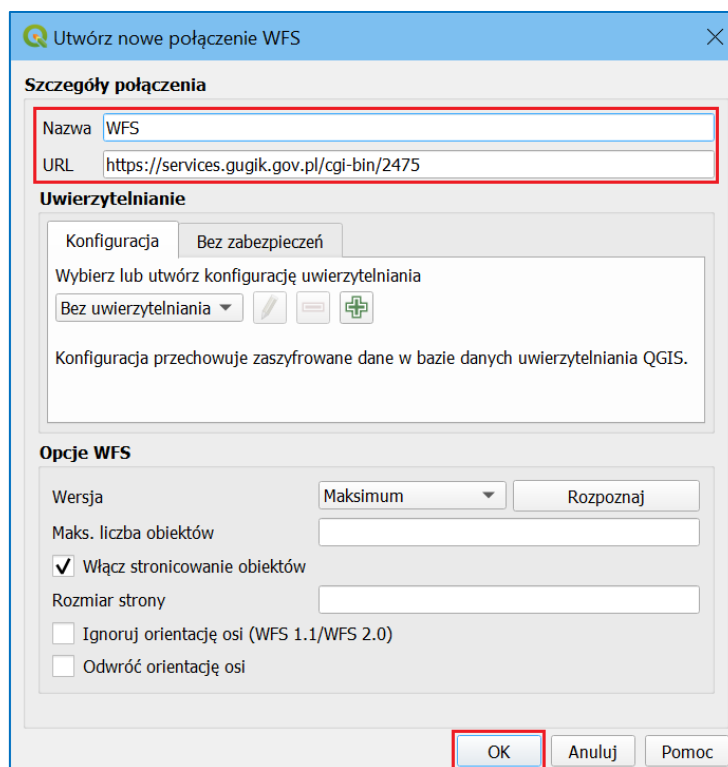 Utwórz nowe połączenie WFS
Szczegóły połączenia
Nazwa WFS
URL https://services.gugik.gov.pl/cgi-bin/2475
Uwierzytelnianie
Konfiguracja Bez zabezpieczeń
Wybierz lub utwórz konfigurację uwierzytelniania
Bez uwierzytelniania
Konfiguracja przechowuje zaszyfrowane dane w bazie danych uwierzytelniania QGIS.
Opcje WFS
Wersja Maksimum Rozpoznaj
Maks. liczba obiektów
Włącz stronicowanie obiektów
Rozmiar strony
Ignoruj orientację osi (WFS 1.1/WFS 2.0)
Odwróć orientację osi
OK Anuluj Pomoc